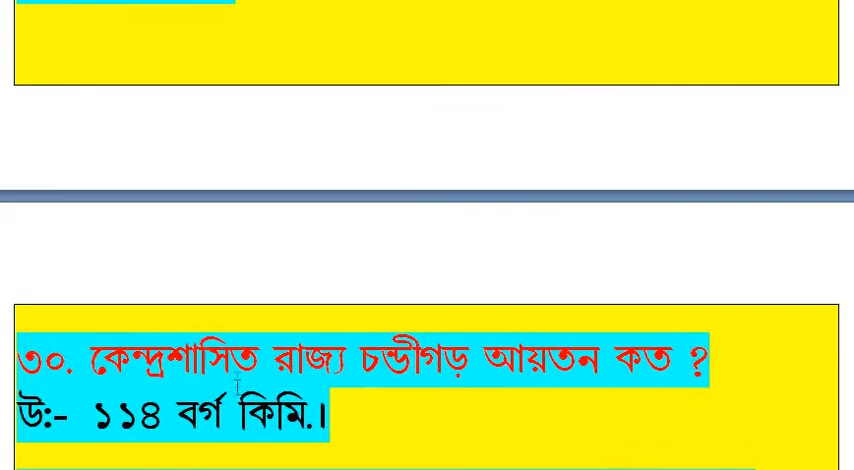 ৩০. কেন্দ্রশাসিত রাজ্য চন্ডীগড় আয়তন কত ?
উ:- ১১৪ বর্গ কিমি.।